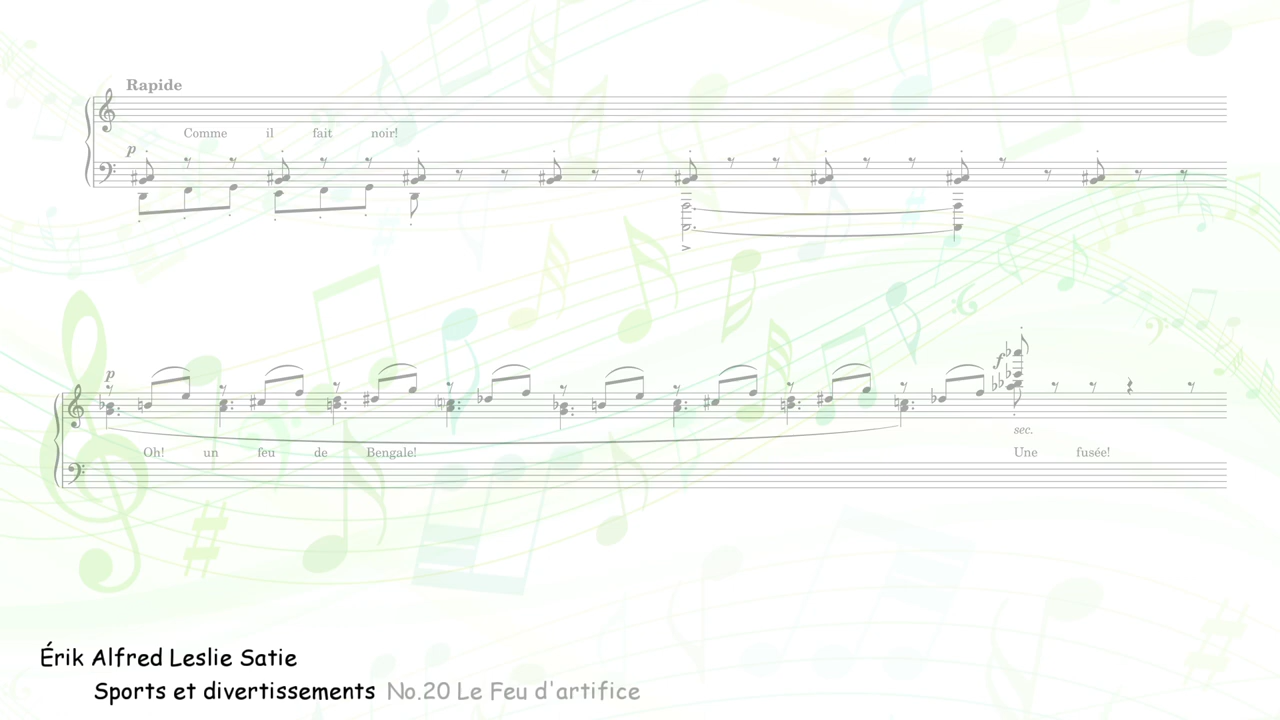 Rapide
Comme il fait noir!
p
p
f
sec.
Oh! un feu de Bengale! Une fusée!
Érik Alfred Leslie Satie
Sports et divertissements No.20 Le Feu d'artifice